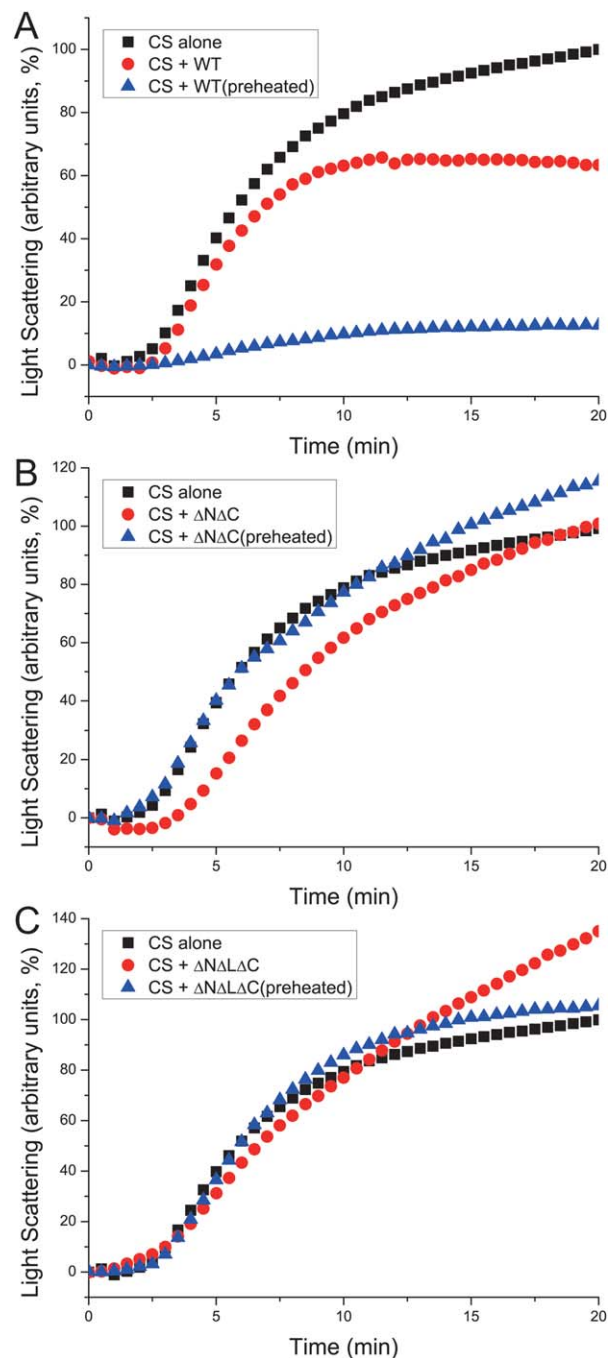 A
CS alone
CS + WT
CS + WT(preheated)
Light Scattering (arbitrary units, %)
100
80
60
40
20
0
0 5 10 15 20
Time (min)
B
CS alone
CS + ΔNΔC
CS + ΔNΔC(preheated)
Light Scattering (arbitrary units, %)
120
100
80
60
40
20
0
0 5 10 15 20
Time (min)
C
CS alone
CS + ΔNΔLΔC
CS + ΔNΔLΔC(preheated)
Light Scattering (arbitrary units, %)
140
120
100
80
60
40
20
0
0 5 10 15 20
Time (min)